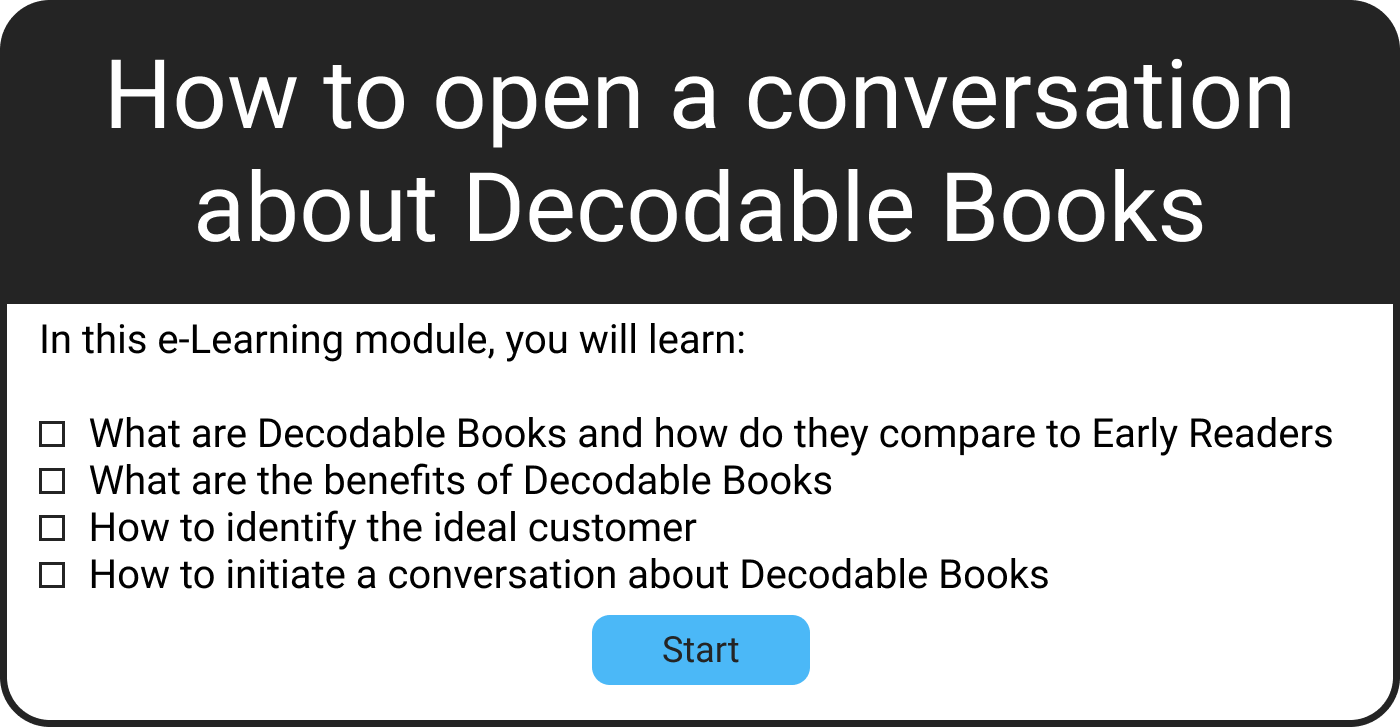 How to open a conversation
about Decodable Books
In this e-Learning module, you will learn:
What are Decodable Books and how do they compare to Early Readers
What are the benefits of Decodable Books
How to identify the ideal customer
How to initiate a conversation about Decodable Books
Start